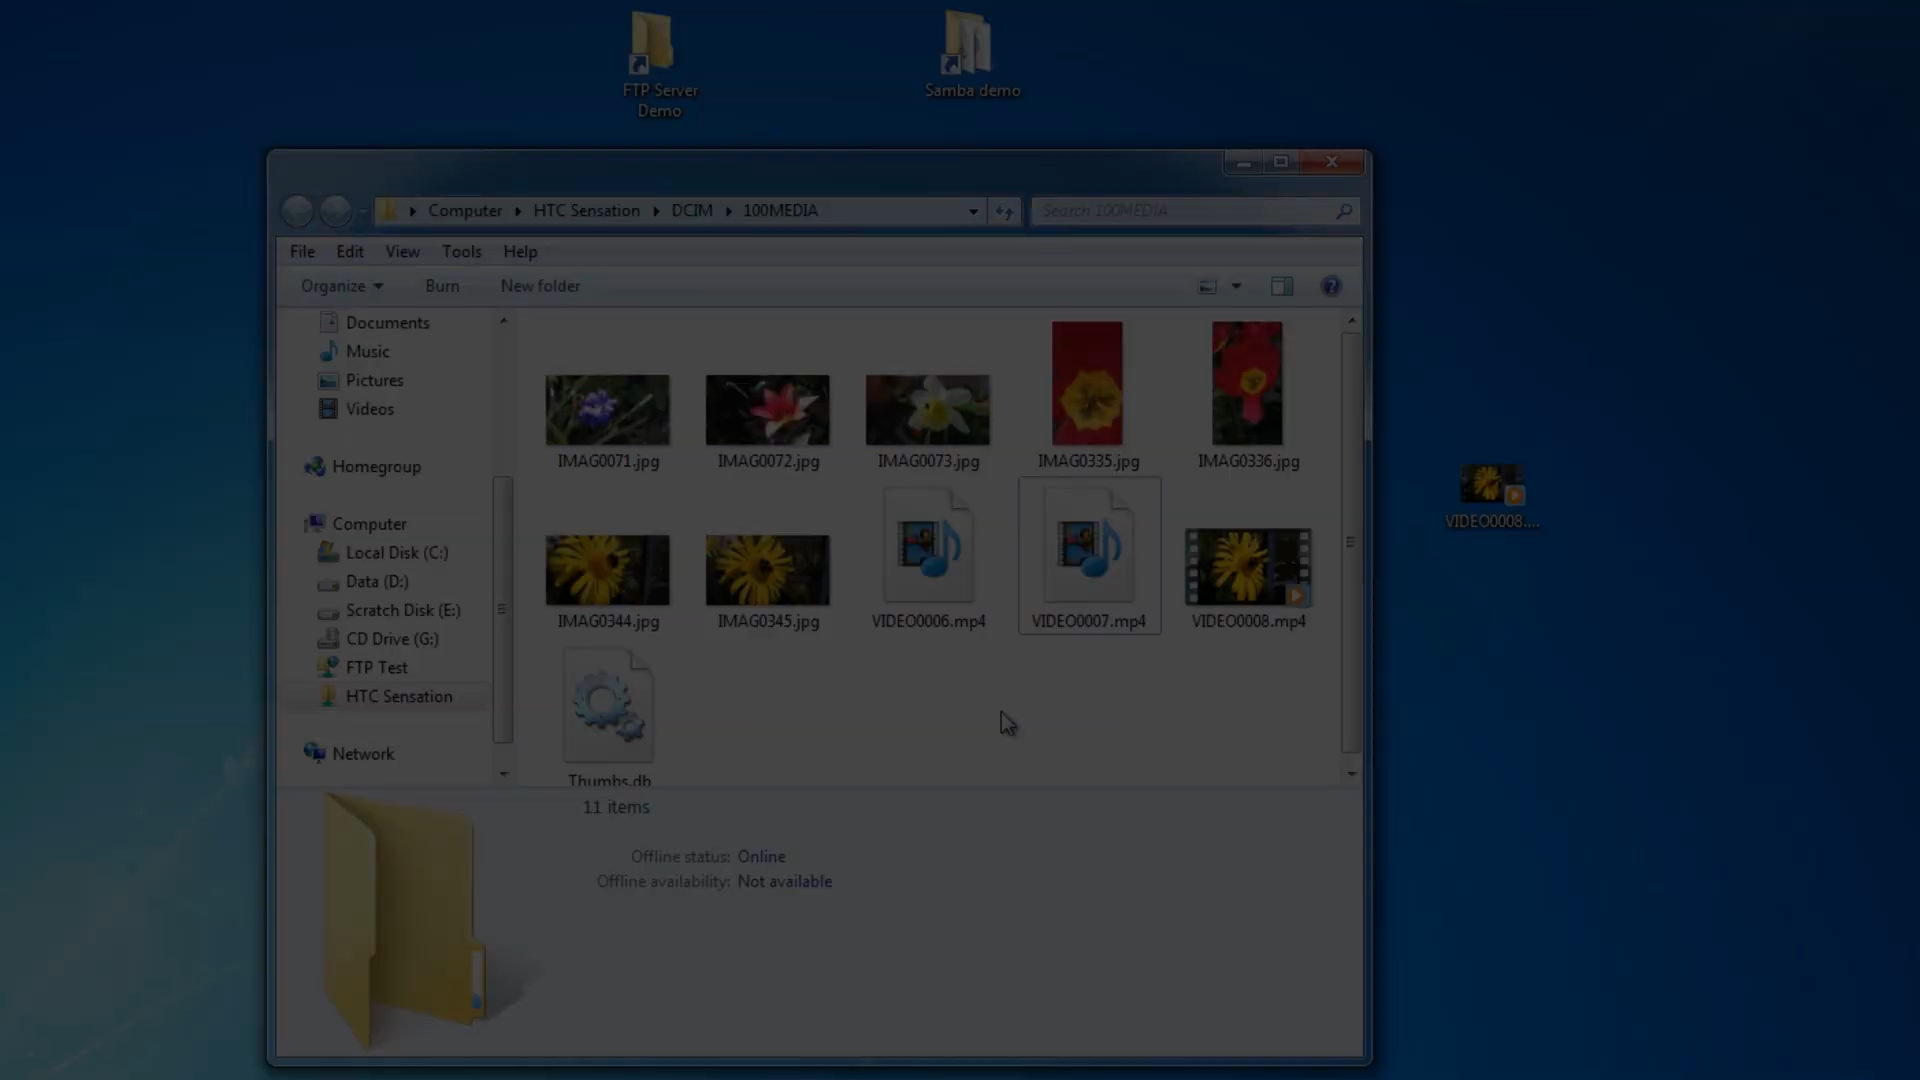 FTP Server
Demo
Samba demo
Computer
HTC Sensation
DCIM
100MEDIA
Search 100MEDIA
File
Edit
View
Tools
Help
Organize
Burn
New folder
Documents
Music
Pictures
Videos
Homegroup
Computer
Local Disk (C:)
Data (D:)
Scratch Disk (E:)
CD Drive (G:)
FTP Test
HTC Sensation
Network
IMAG0071.jpg
IMAG0072.jpg
IMAG0073.jpg
IMAG0335.jpg
IMAG0336.jpg
IMAG0344.jpg
IMAG0345.jpg
VIDEO0006.mp4
VIDEO0007.mp4
VIDEO0008.mp4
Thumbs.db
VIDEO0008....
11 items
Offline status: Online
Offline availability: Not available